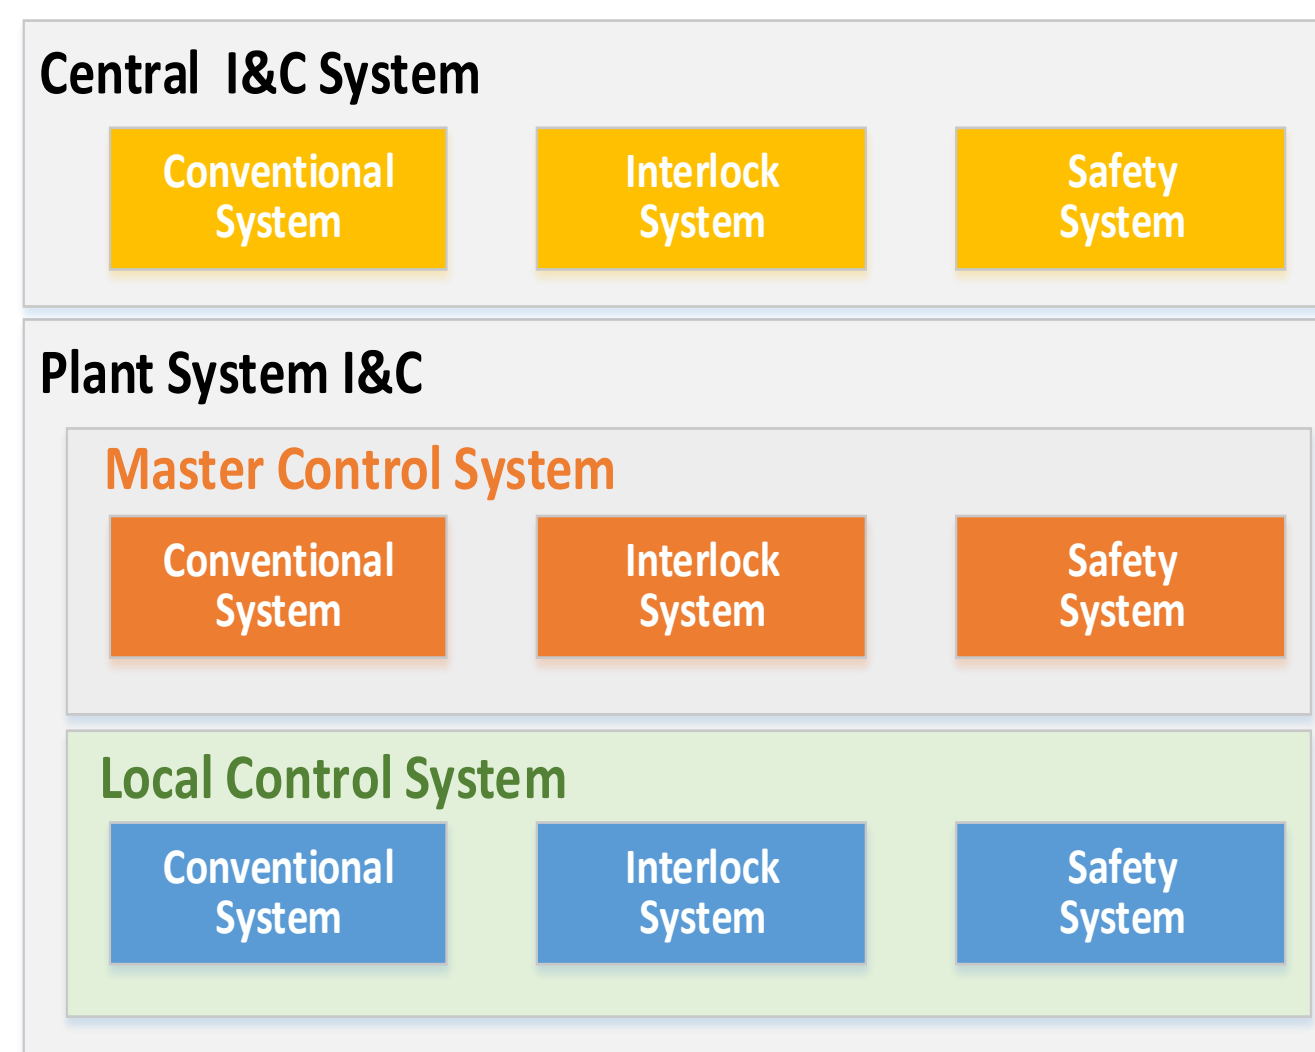 Central I&C System
Conventional
System
Interlock
System
Safety
System
Plant System I&C
Master Control System
Conventional
System
Interlock
System
Safety
System
Local Control System
Conventional
System
Interlock
System
Safety
System